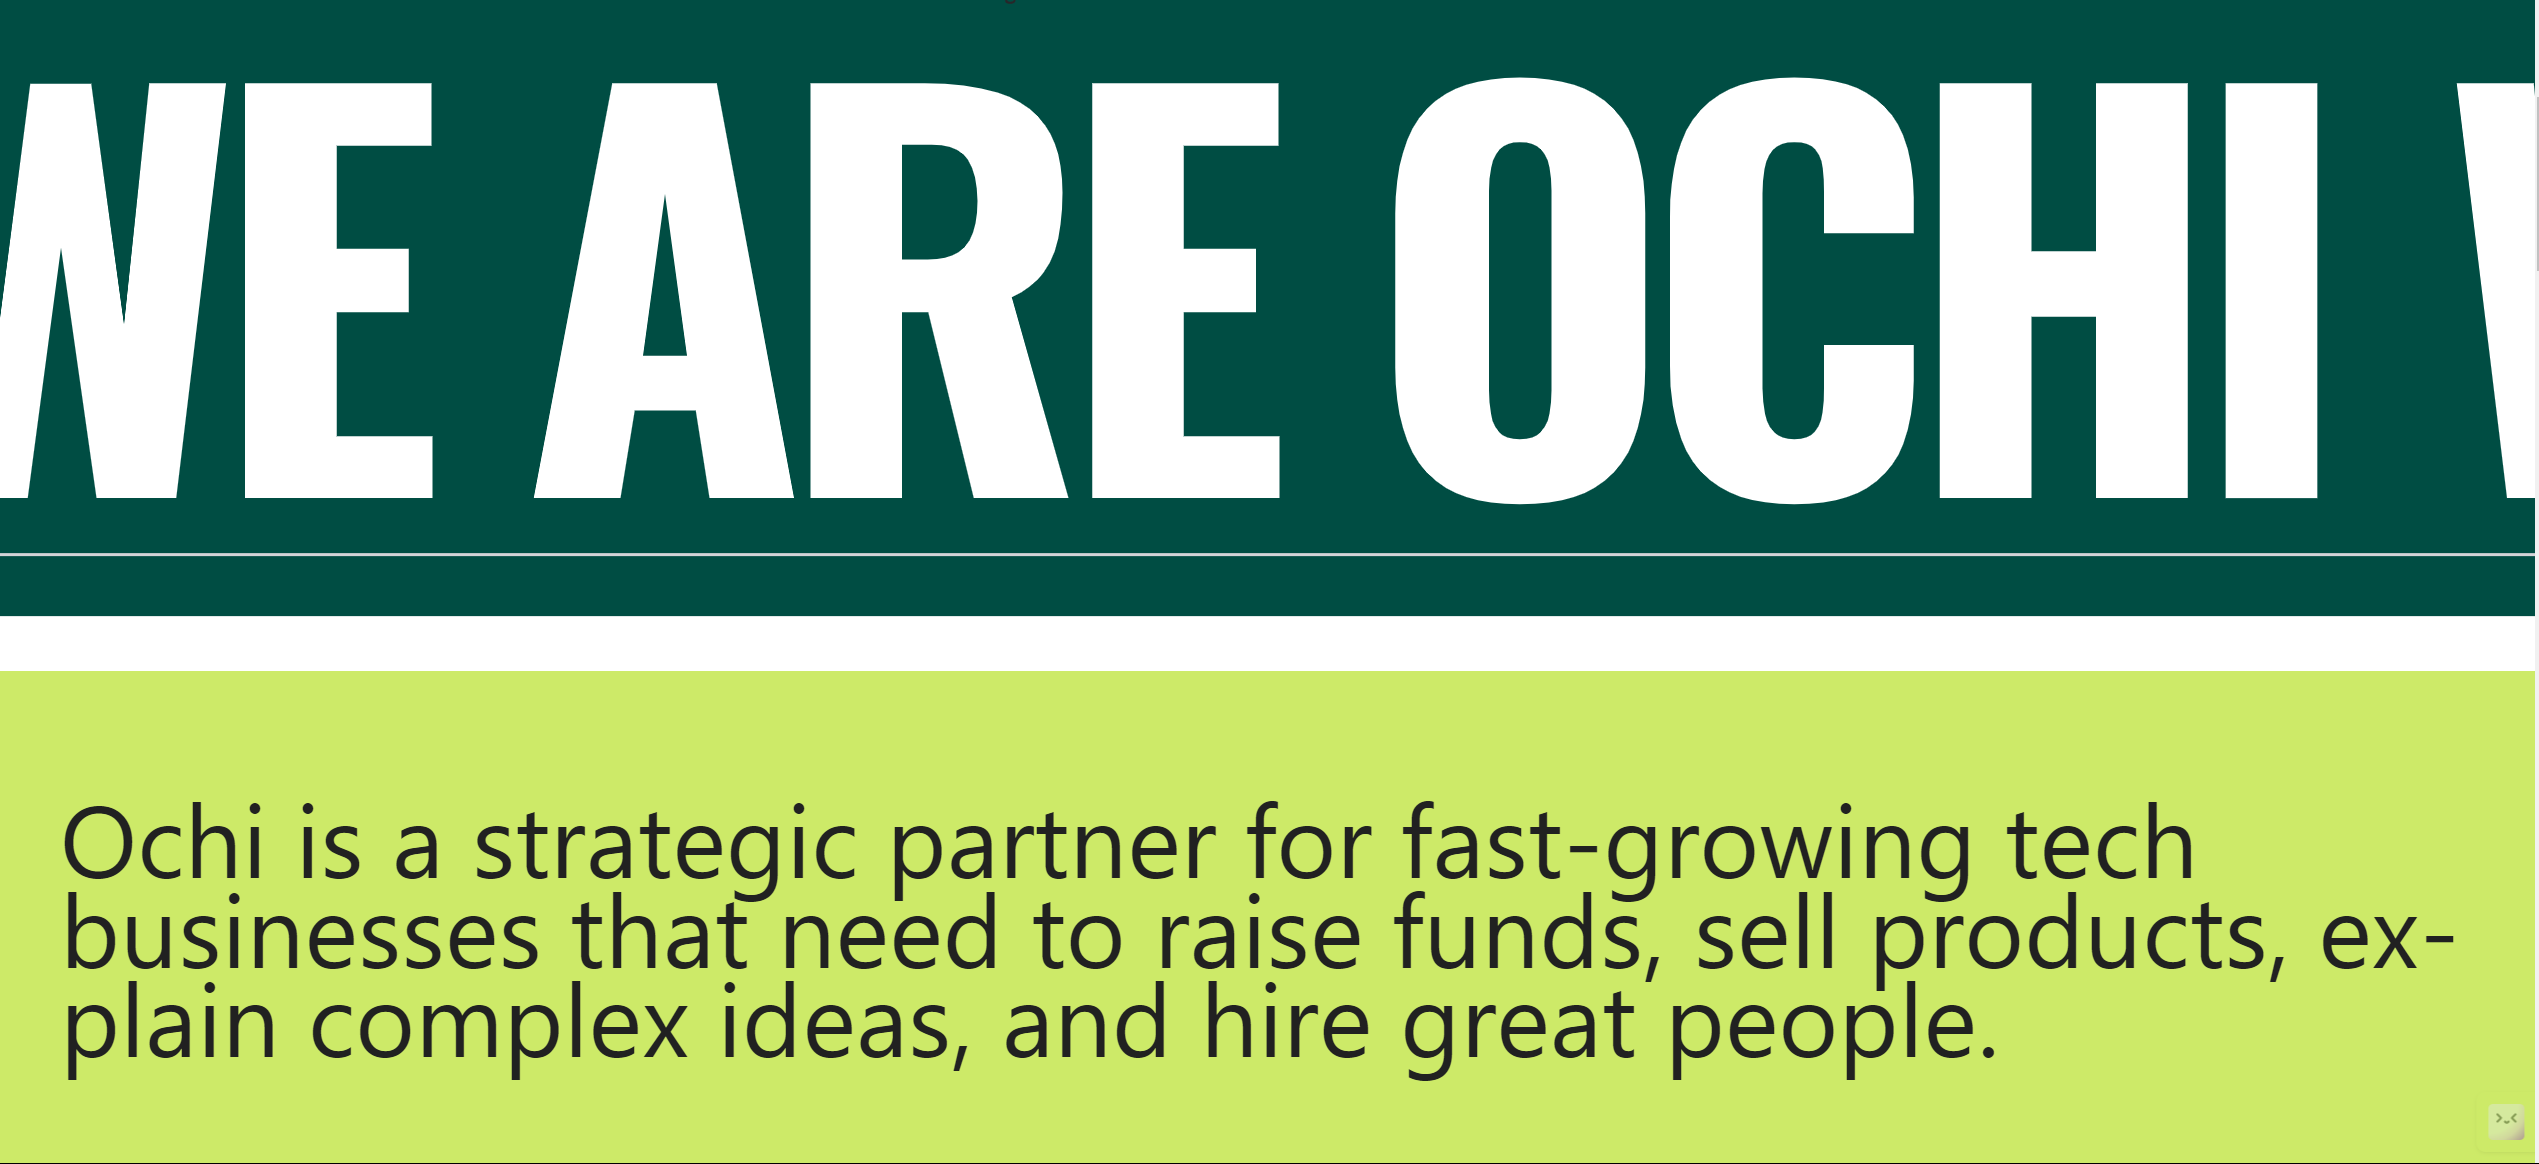 WE ARE OCHI
Ochi is a strategic partner for fast-growing tech
businesses that need to raise funds, sell products, ex-
plain complex ideas, and hire great people.